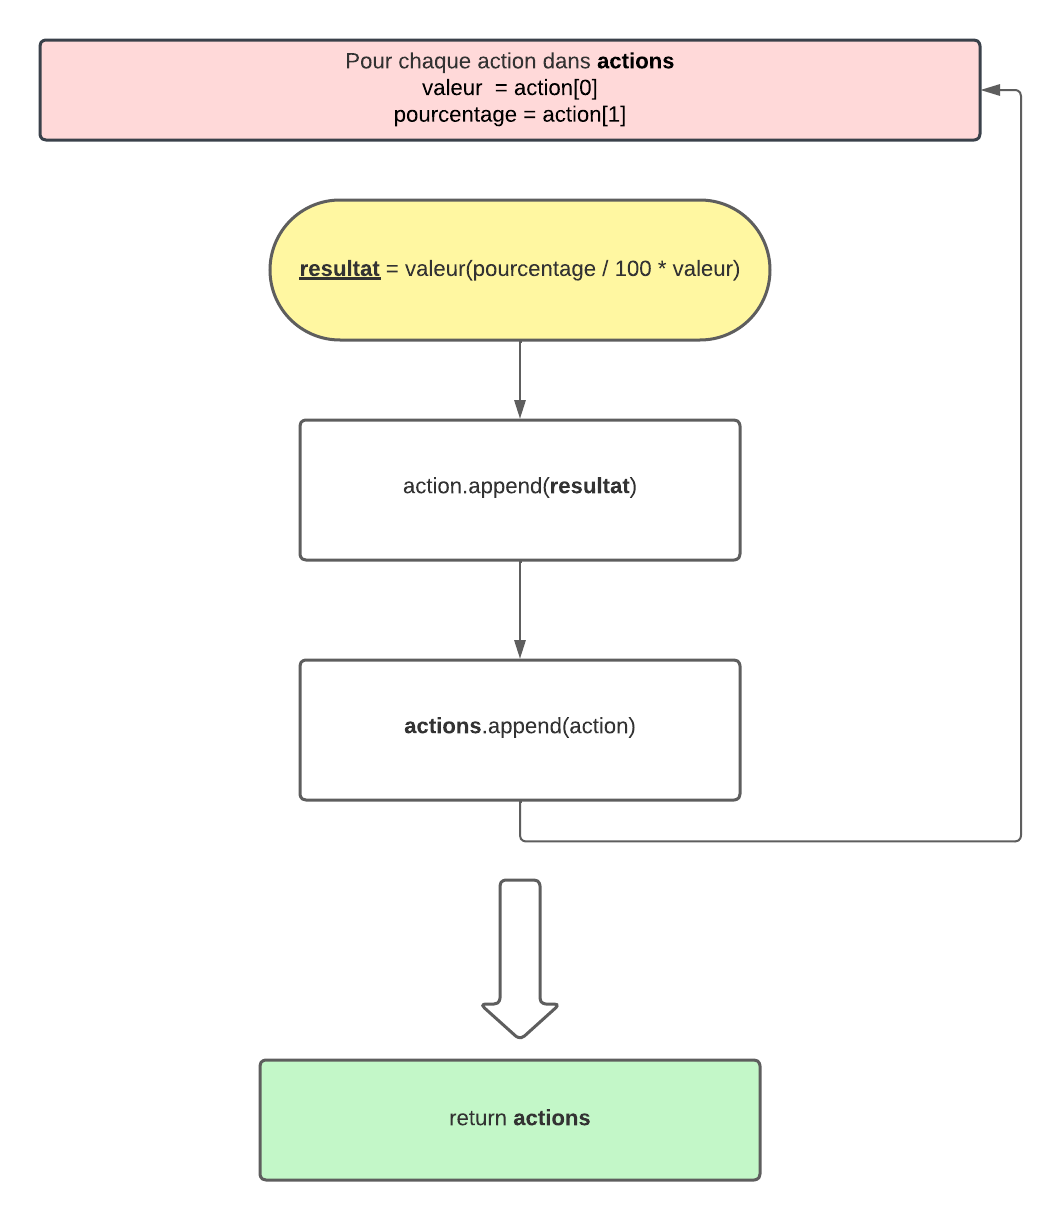 Pour chaque action dans actions
valeur  = action[0]
pourcentage = action[1]
resultat = valeur(pourcentage / 100 * valeur)
action.append(resultat)
actions.append(action)
return actions